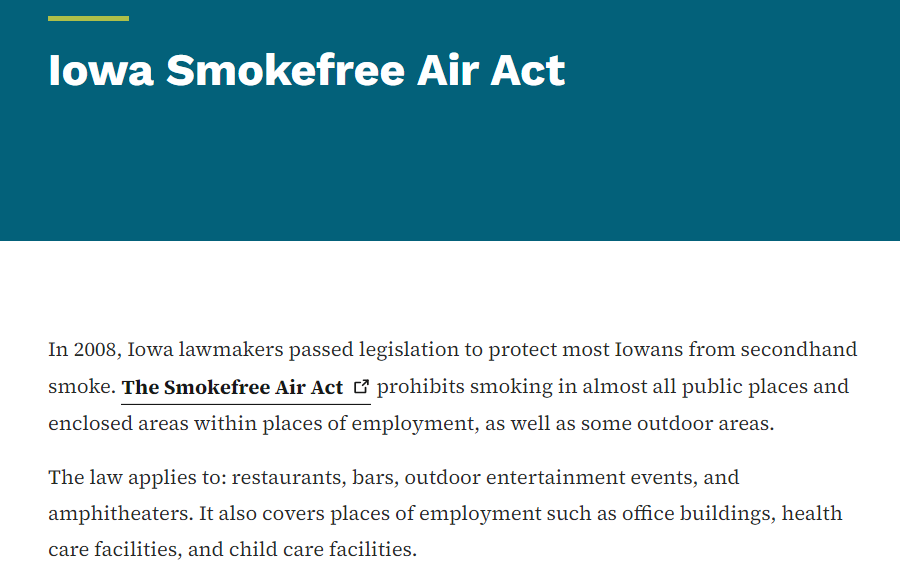 Iowa Smokefree Air Act
In 2008, Iowa lawmakers passed legislation to protect most Iowans from secondhand
smoke. The Smokefree Air Act prohibits smoking in almost all public places and
enclosed areas within places of employment, as well as some outdoor areas.
The law applies to: restaurants, bars, outdoor entertainment events, and
amphitheaters. It also covers places of employment such as office buildings, health
care facilities, and child care facilities.